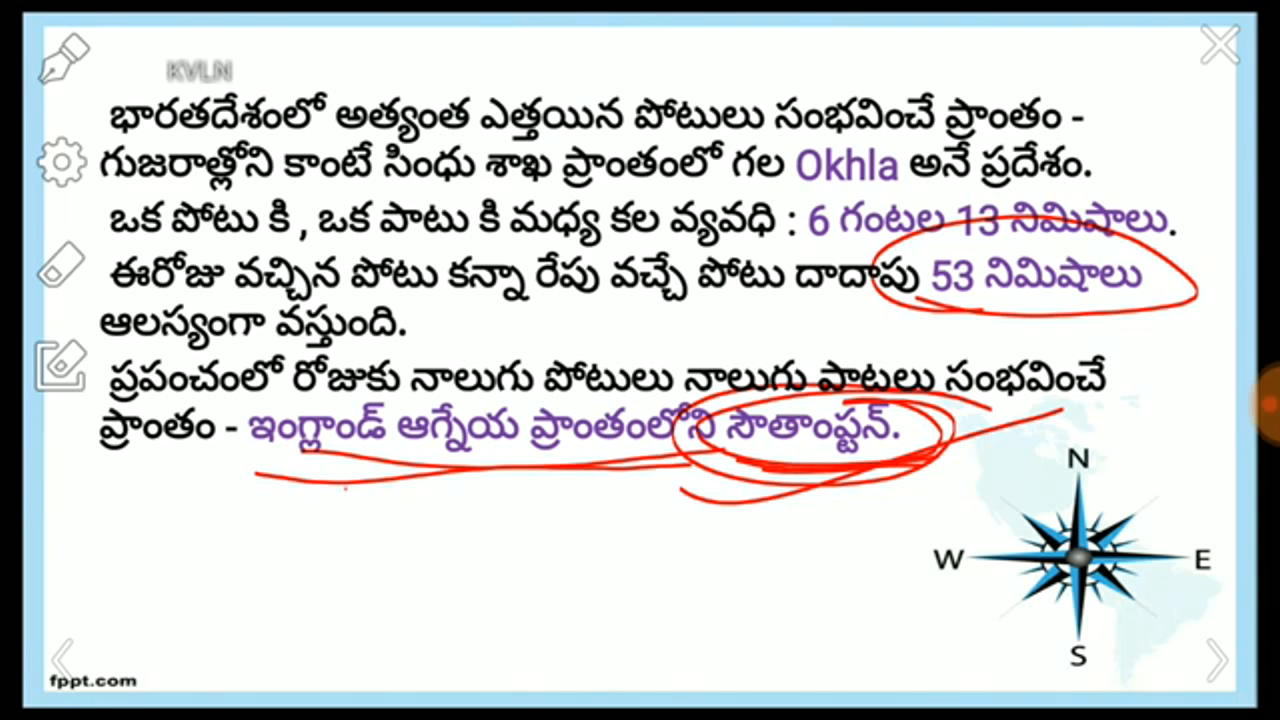 KVLN
భారతదేశంలో అత్యంత ఎత్తయిన పోటులు సంభవించే ప్రాంతం -
గుజరాత్లోని కాంటే సింధు శాఖ ప్రాంతంలో గల Okhla అనే ప్రదేశం.
ఒక పోటు కి , ఒక పాటు కి మధ్య కల వ్యవధి : 6 గంటల 13 నిమిషాలు.
ఈరోజు వచ్చిన పోటు కన్నా రేపు వచ్చే పోటు దాదాపు 53 నిమిషాలు
ఆలస్యంగా వస్తుంది.
ప్రపంచంలో రోజుకు నాలుగు పోటులు నాలుగు పాటలు సంభవించే
ప్రాంతం - ఇంగ్లాండ్ ఆగ్నేయ ప్రాంతంలోని సౌతాంప్టన్.
N
W E
S
fppt.com